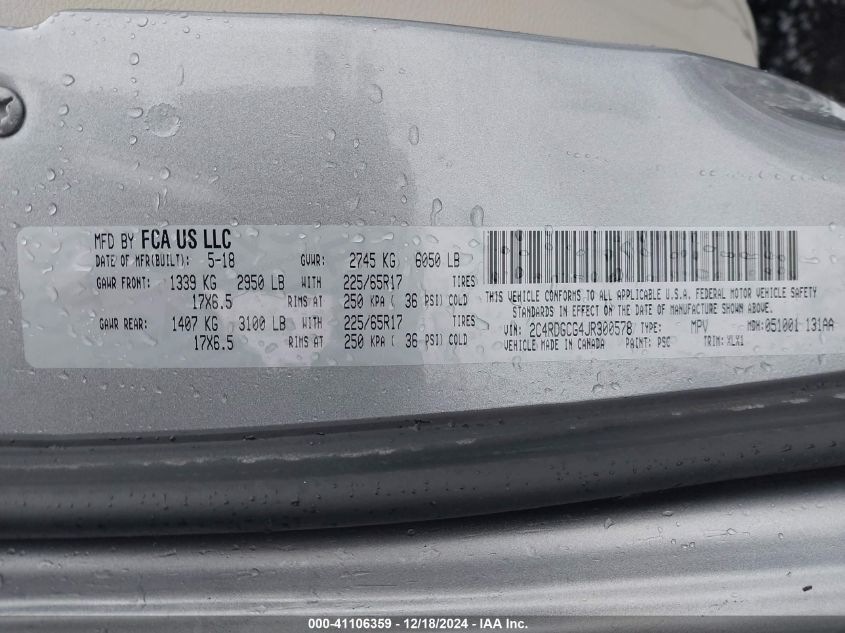 MFD BY FCA US LLC
DATE OF MFR(BUILT): 5-18 GVWR: 2745 KG 6050 LB
GAWR FRONT: 1339 KG 2950 LB WITH 225/65R17 TIRES
17X6.5 RIMS AT 250 KPA ( 36 PSI) COLD
GAWR REAR: 1407 KG 3100 LB WITH 225/65R17 TIRES
17X6.5 RIMS AT 250 KPA ( 36 PSI) COLD
THIS VEHICLE CONFORMS TO ALL APPLICABLE U.S.A. FEDERAL MOTOR VEHICLE SAFETY
STANDARDS IN EFFECT ON THE DATE OF MANUFACTURE SHOWN ABOVE.
VIN: 2C4RDGCG4JR300578 TYPE: MPV MDH: 051001 131AA
VEHICLE MADE IN CANADA PAINT: PSC TRIM: XLX1
000-41106359 - 12/18/2024 - IAA Inc.